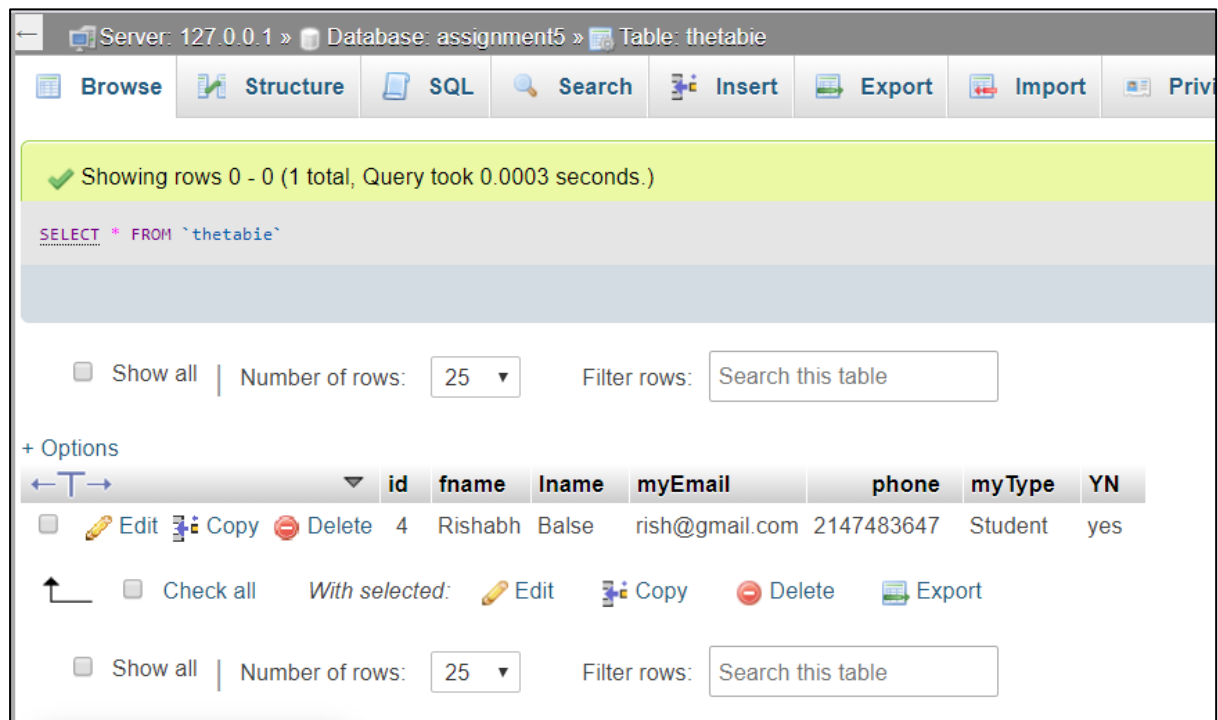 ← Server: 127.0.0.1 » Database: assignment5 » Table: thetabie
Browse Structure SQL Search Insert Export Import Privi
Showing rows 0 - 0 (1 total, Query took 0.0003 seconds.)
SELECT * FROM `thetabie`
Show all | Number of rows: 25 Filter rows: Search this table
+ Options
←T→ id fname lname myEmail phone myType YN
Edit Copy Delete 4 Rishabh Balse rish@gmail.com 2147483647 Student yes
Check all With selected: Edit Copy Delete Export
Show all | Number of rows: 25 Filter rows: Search this table